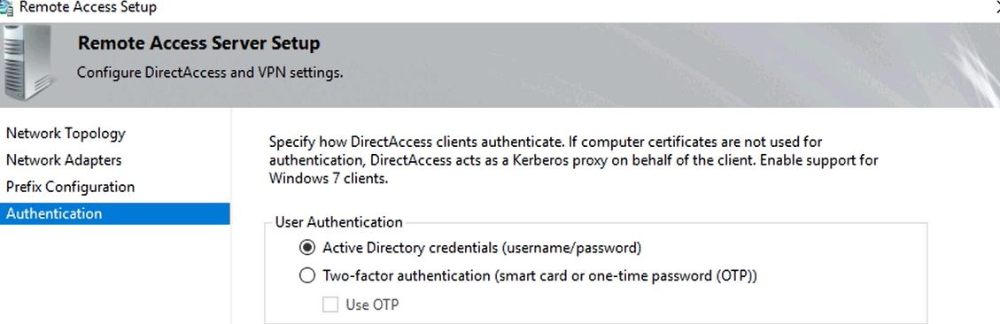 Remote Access Setup
Remote Access Server Setup
Configure DirectAccess and VPN settings.
Network Topology
Network Adapters
Prefix Configuration
Authentication
Specify how DirectAccess clients authenticate. If computer certificates are not used for
authentication, DirectAccess acts as a Kerberos proxy on behalf of the client. Enable support for
Windows 7 clients.
User Authentication
Active Directory credentials (username/password)
Two-factor authentication (smart card or one-time password (OTP))
Use OTP